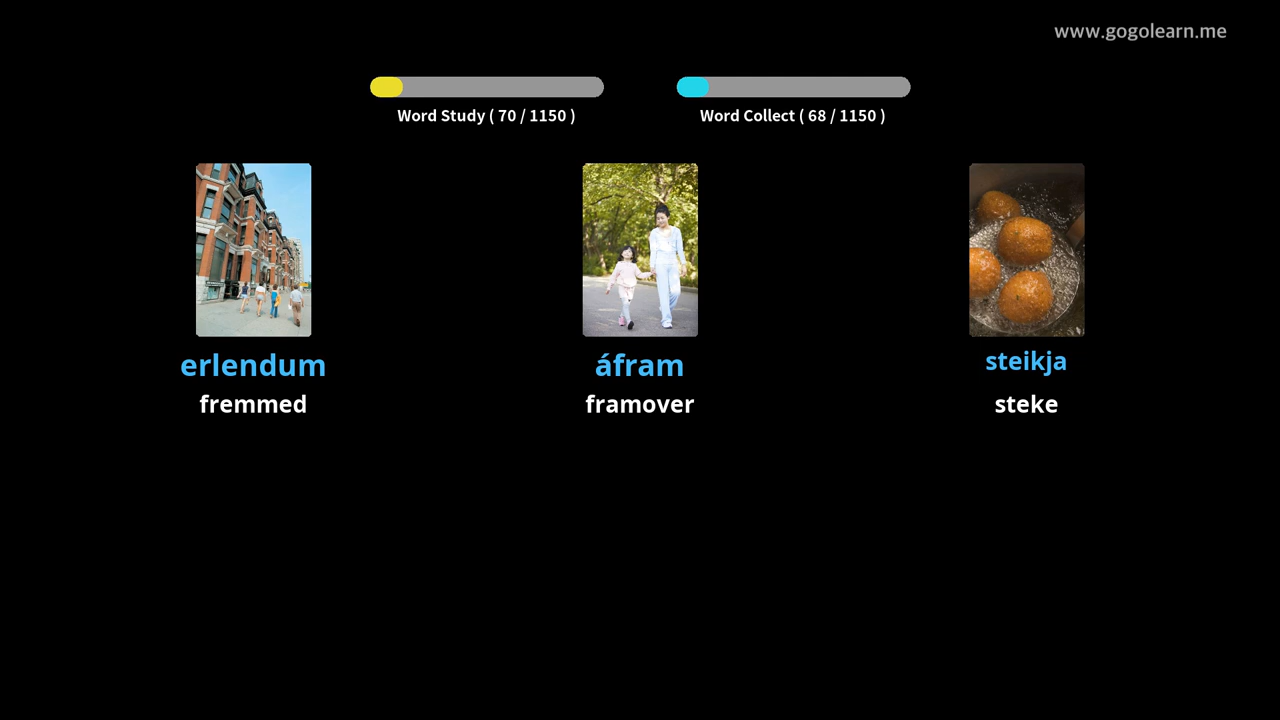 www.gogolearn.me
Word Study ( 70 / 1150 )
Word Collect ( 68 / 1150 )
erlendum
fremmed
áfram
framover
steikja
steke